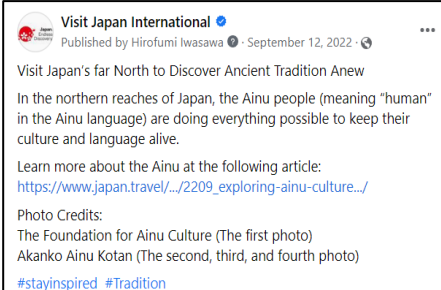 Visit Japan International
Japan.
Endless
Discovery.
Published by Hirofumi Iwasawa · September 12, 2022 ·
Visit Japan's far North to Discover Ancient Tradition Anew
In the northern reaches of Japan, the Ainu people (meaning "human"
in the Ainu language) are doing everything possible to keep their
culture and language alive.
Learn more about the Ainu at the following article:
https://www.japan.travel/.../2209_exploring-ainu-culture.../
Photo Credits:
The Foundation for Ainu Culture (The first photo)
Akanko Ainu Kotan (The second, third, and fourth photo)
#stayinspired #Tradition